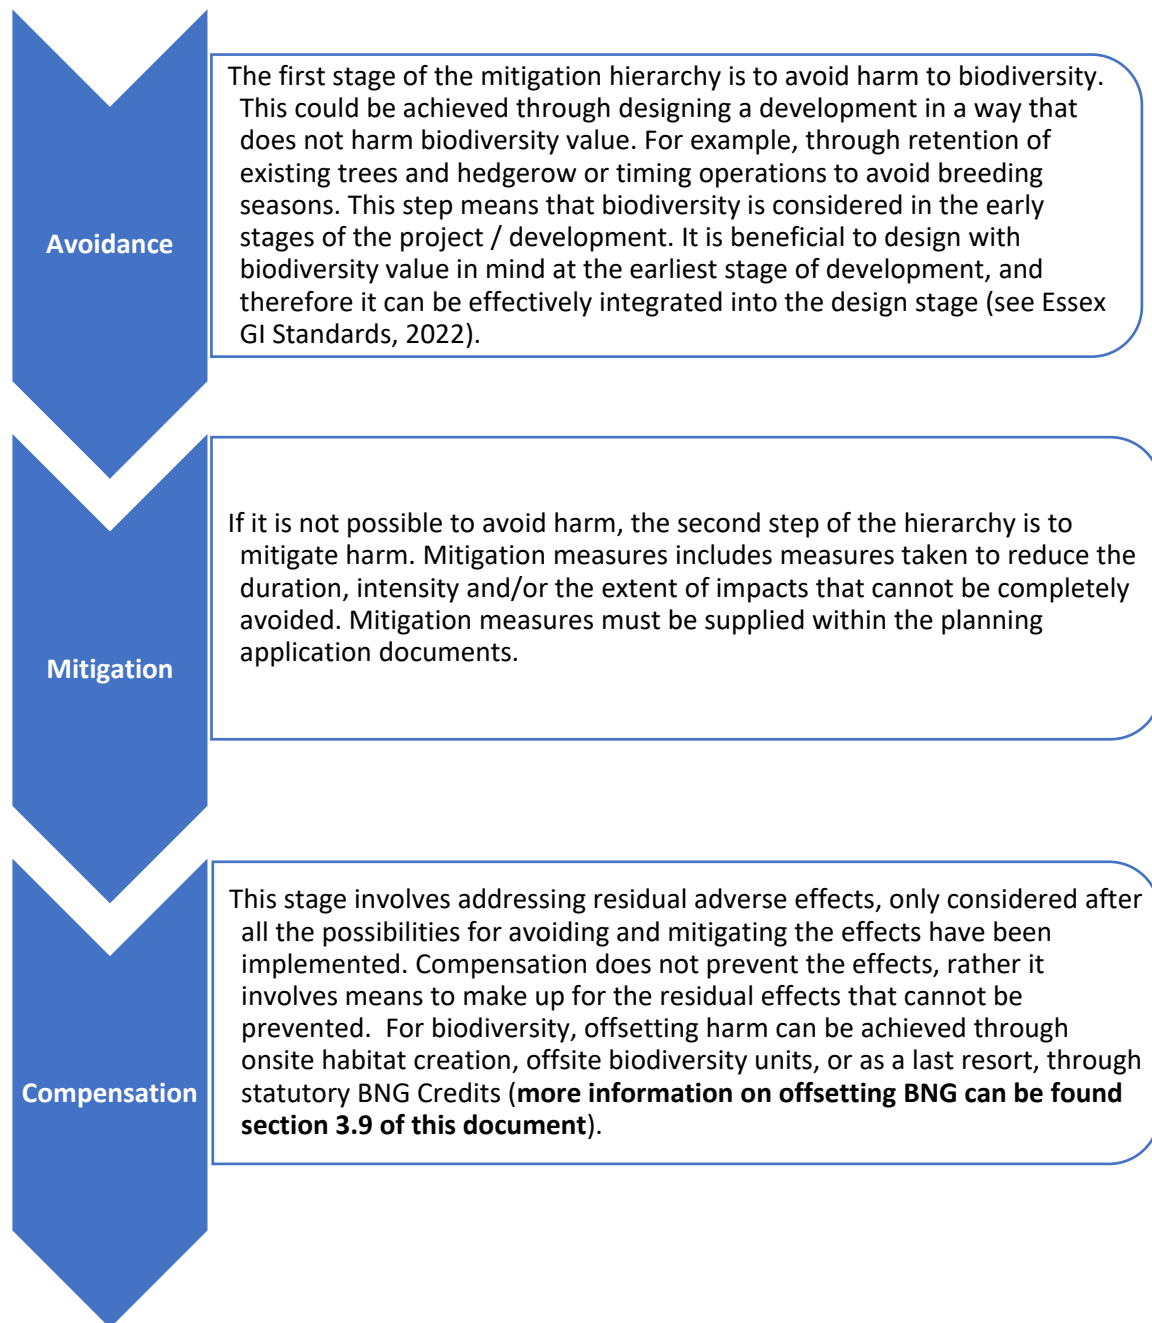 Avoidance
The first stage of the mitigation hierarchy is to avoid harm to biodiversity.
This could be achieved through designing a development in a way that
does not harm biodiversity value. For example, through retention of
existing trees and hedgerow or timing operations to avoid breeding
seasons. This step means that biodiversity is considered in the early
stages of the project / development. It is beneficial to design with
biodiversity value in mind at the earliest stage of development, and
therefore it can be effectively integrated into the design stage (see Essex
GI Standards, 2022).
Mitigation
If it is not possible to avoid harm, the second step of the hierarchy is to
mitigate harm. Mitigation measures includes measures taken to reduce the
duration, intensity and/or the extent of impacts that cannot be completely
avoided. Mitigation measures must be supplied within the planning
application documents.
Compensation
This stage involves addressing residual adverse effects, only considered after
all the possibilities for avoiding and mitigating the effects have been
implemented. Compensation does not prevent the effects, rather it
involves means to make up for the residual effects that cannot be
prevented.  For biodiversity, offsetting harm can be achieved through
onsite habitat creation, offsite biodiversity units, or as a last resort, through
statutory BNG Credits (more information on offsetting BNG can be found
section 3.9 of this document).